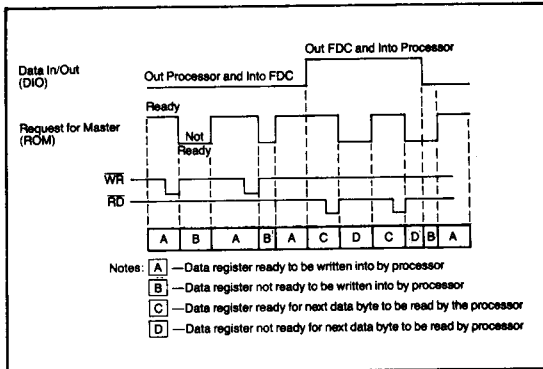 Out FDC and Into Processor
Data In/Out
(DIO)
Out Processor and Into FDC
Ready
Request for Master
(ROM)
Not
Ready
WR
RD
A B A B A C D C D B A
Notes: A —Data register ready to be written into by processor
B —Data register not ready to be written into by processor
C —Data register ready for next data byte to be read by the processor
D —Data register not ready for next data byte to be read by processor